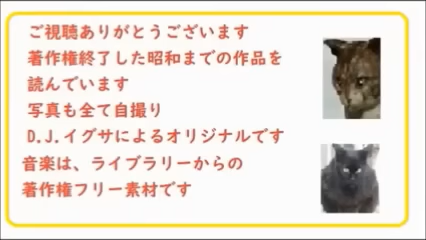 ご視聴ありがとうございます
著作権終了した昭和までの作品を
読んでいます
写真も全て自撮り
D.J.イグサによるオリジナルです
音楽は、ライブラリーからの
著作権フリー素材です